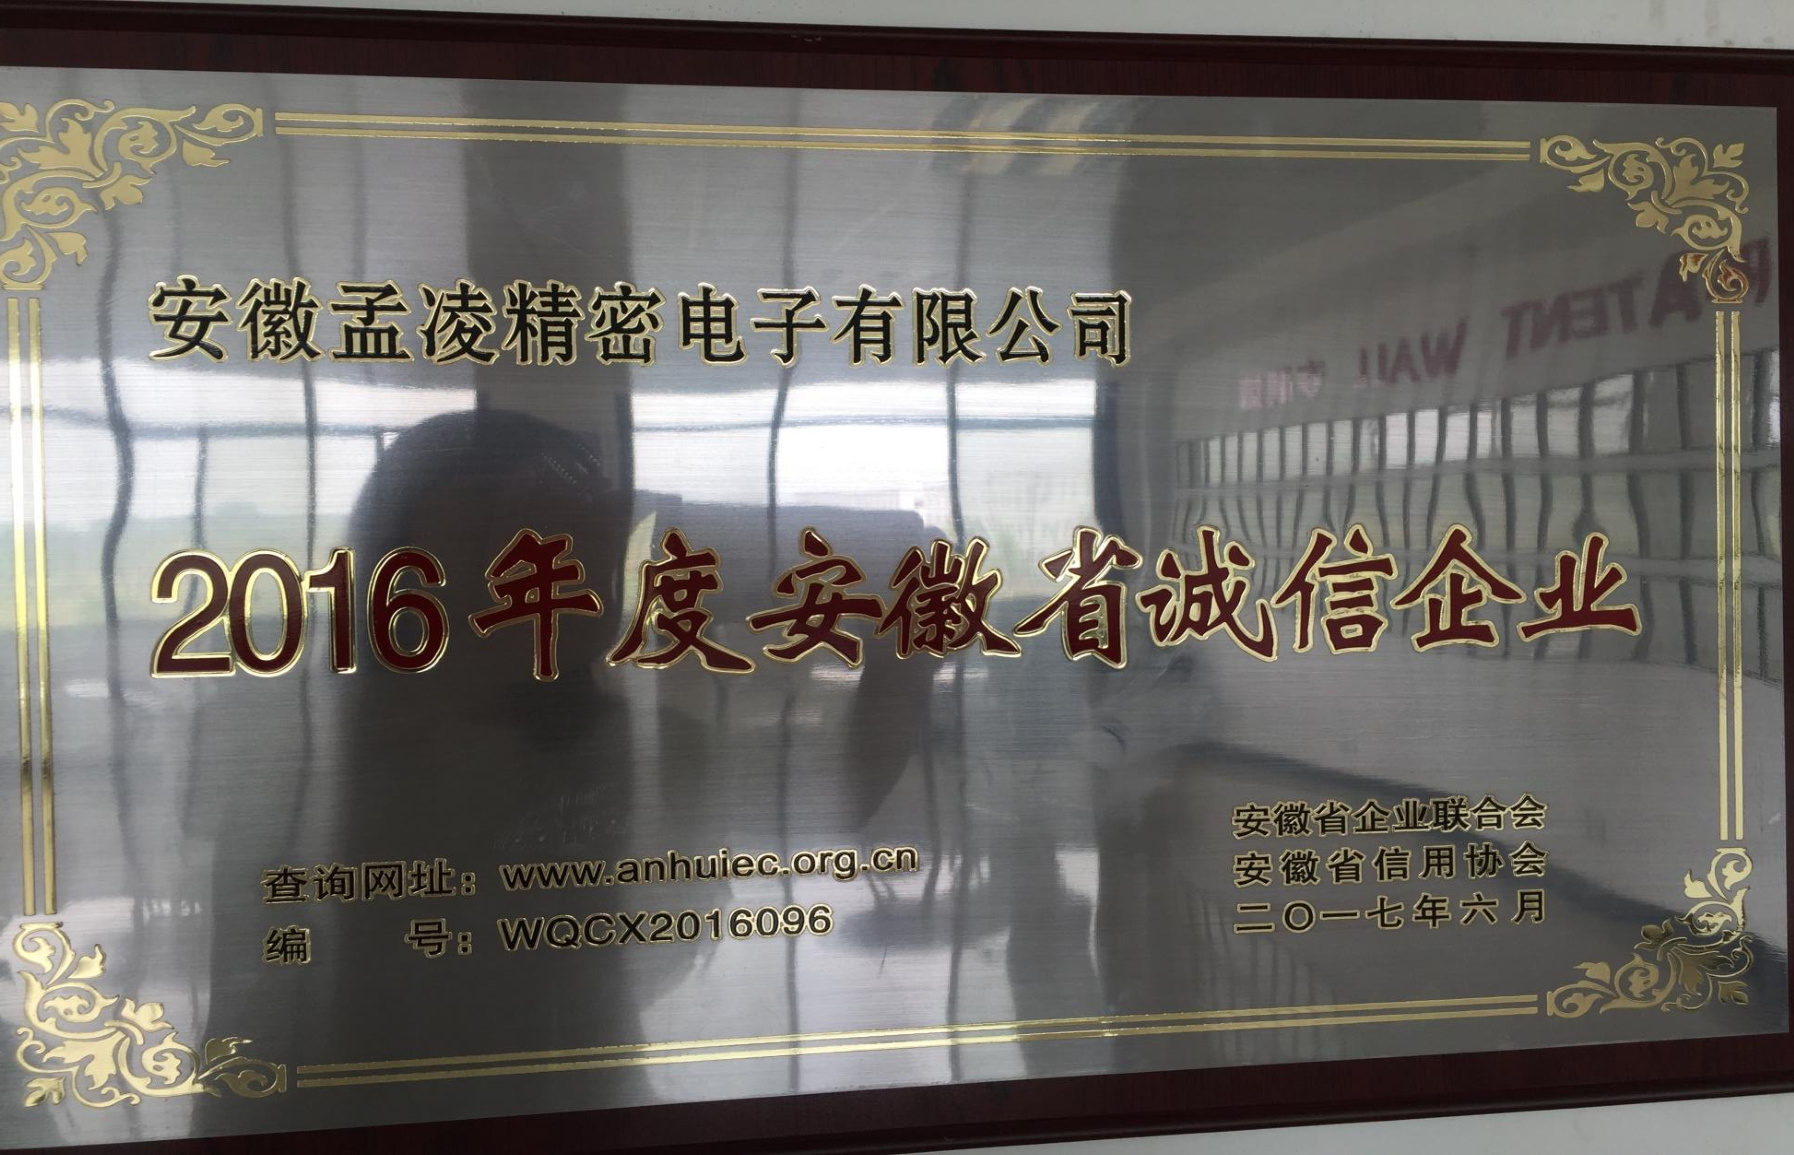 安徽孟凌精密电子有限公司
2016年度安徽省诚信企业
查询网址：www.anhuiec.org.cn
编 号：WQCX2016096
安徽省企业联合会
安徽省信用协会
二〇一七年六月
PATENT WALL